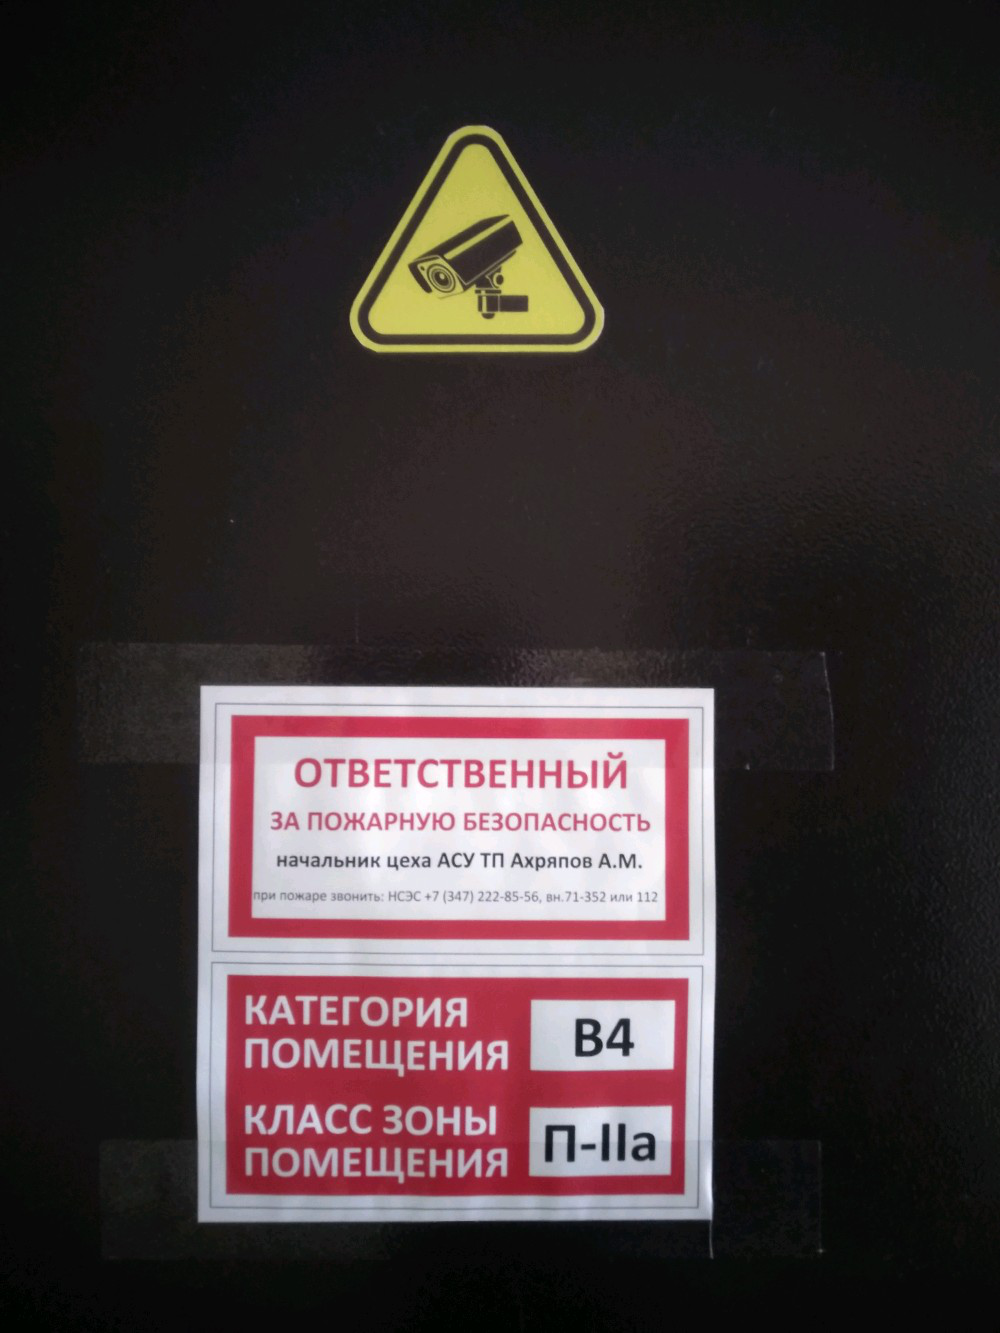 ОТВЕТСТВЕННЫЙ
ЗА ПОЖАРНУЮ БЕЗОПАСНОСТЬ
начальник цеха АСУ ТП Ахряпов А.М.
при пожаре звонить: НСЭС +7 (347) 222-85-56, вн.71-352 или 112
КАТЕГОРИЯ
ПОМЕЩЕНИЯ
В4
КЛАСС ЗОНЫ
ПОМЕЩЕНИЯ
П-IIа